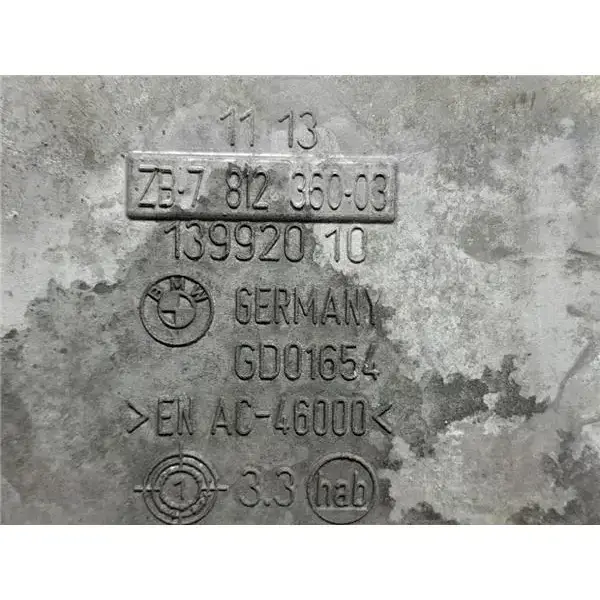 11 13
ZB-7 812 360-03
139920 10
BMW GERMANY
GD01654
>EN AC-46000<
1 3.3 hab